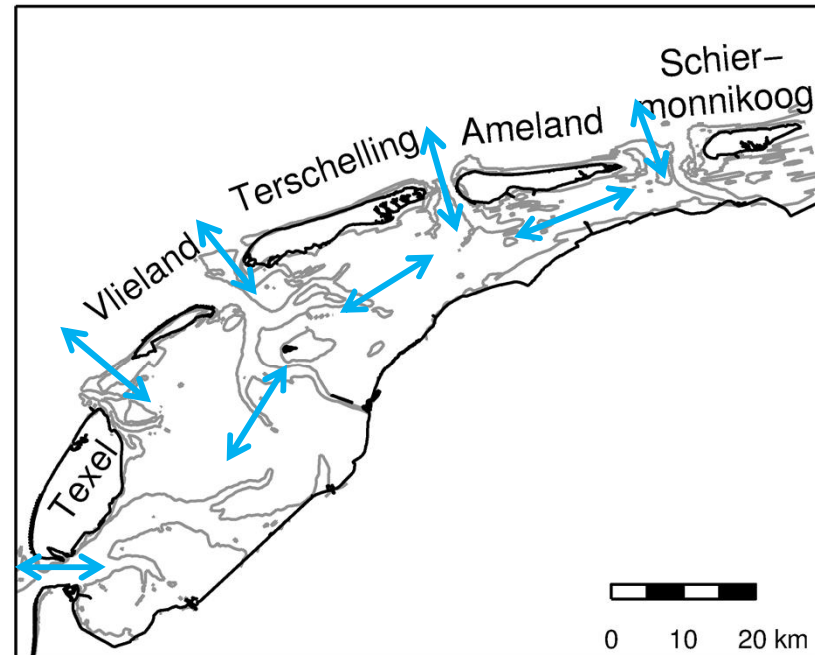 Schier–
monnikoog
Ameland
Terschelling
Vlieland
Texel
0 10 20 km